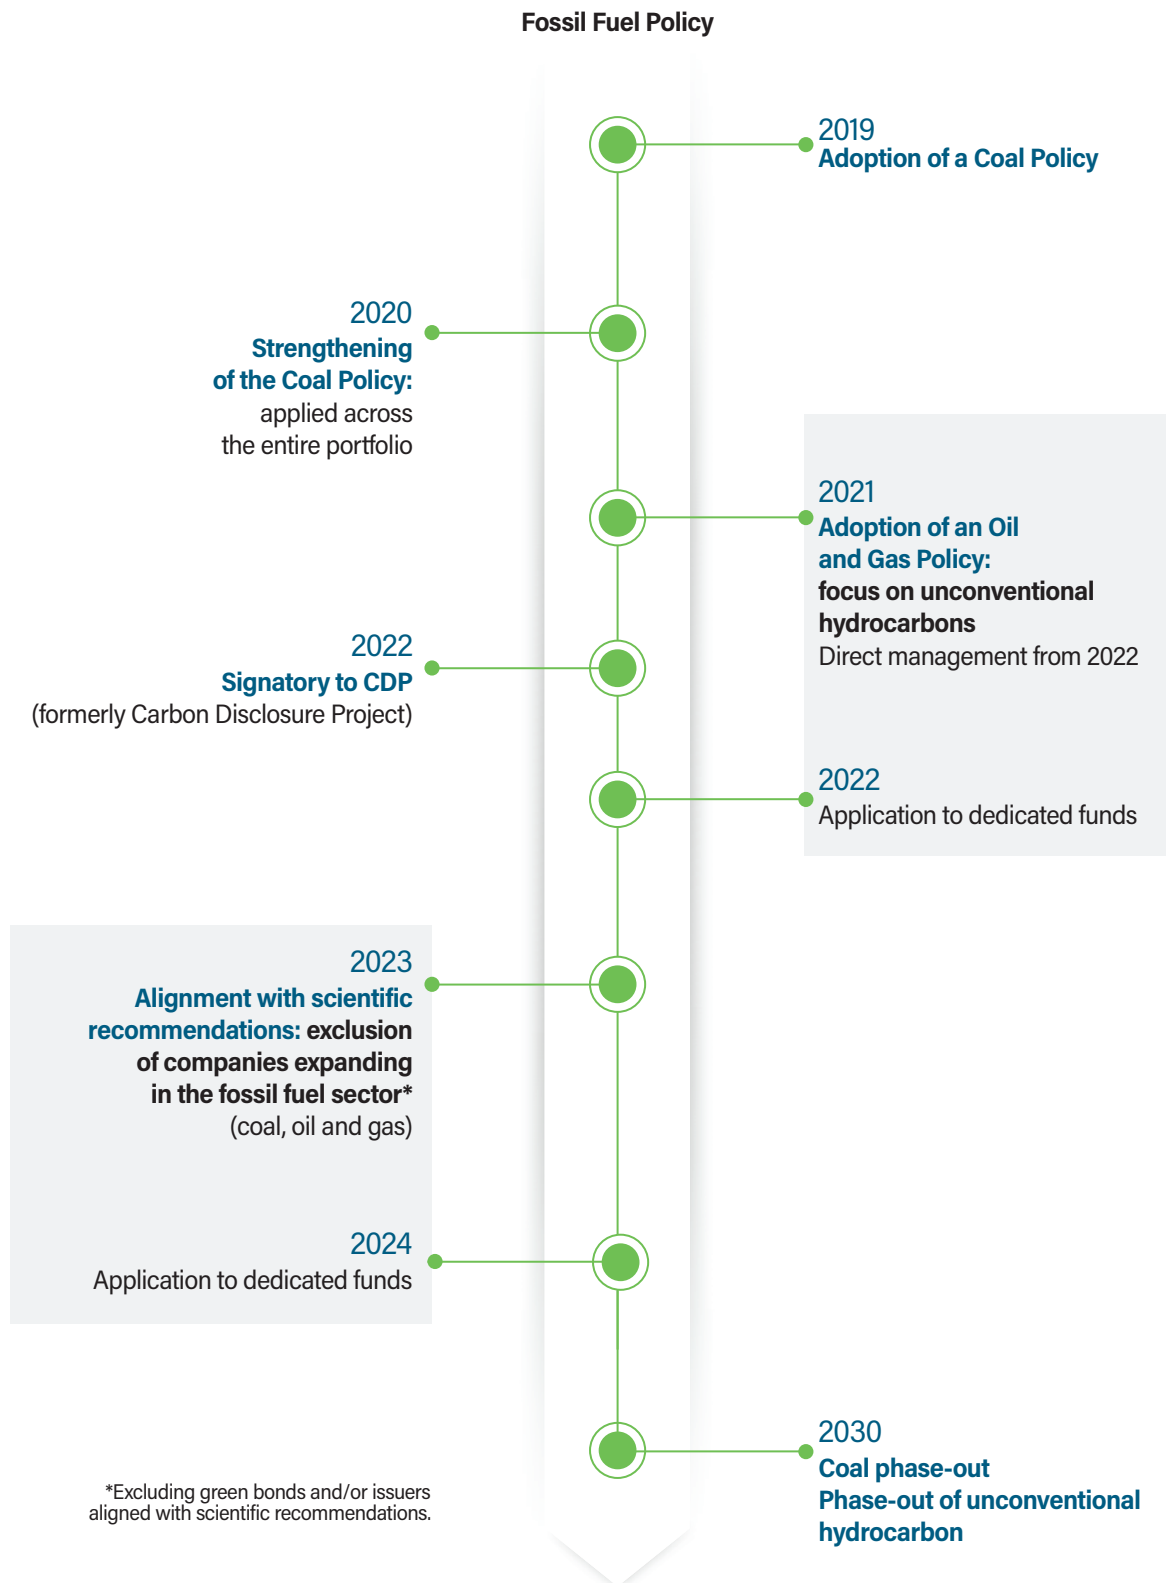 Fossil Fuel Policy
2019
Adoption of a Coal Policy
2020
Strengthening
of the Coal Policy:
applied across
the entire portfolio
2021
Adoption of an Oil
and Gas Policy:
focus on unconventional
hydrocarbons
Direct management from 2022
2022
Signatory to CDP
(formerly Carbon Disclosure Project)
2022
Application to dedicated funds
2023
Alignment with scientific
recommendations: exclusion
of companies expanding
in the fossil fuel sector*
(coal, oil and gas)
2024
Application to dedicated funds
2030
Coal phase-out
Phase-out of unconventional
hydrocarbon
*Excluding green bonds and/or issuers
aligned with scientific recommendations.